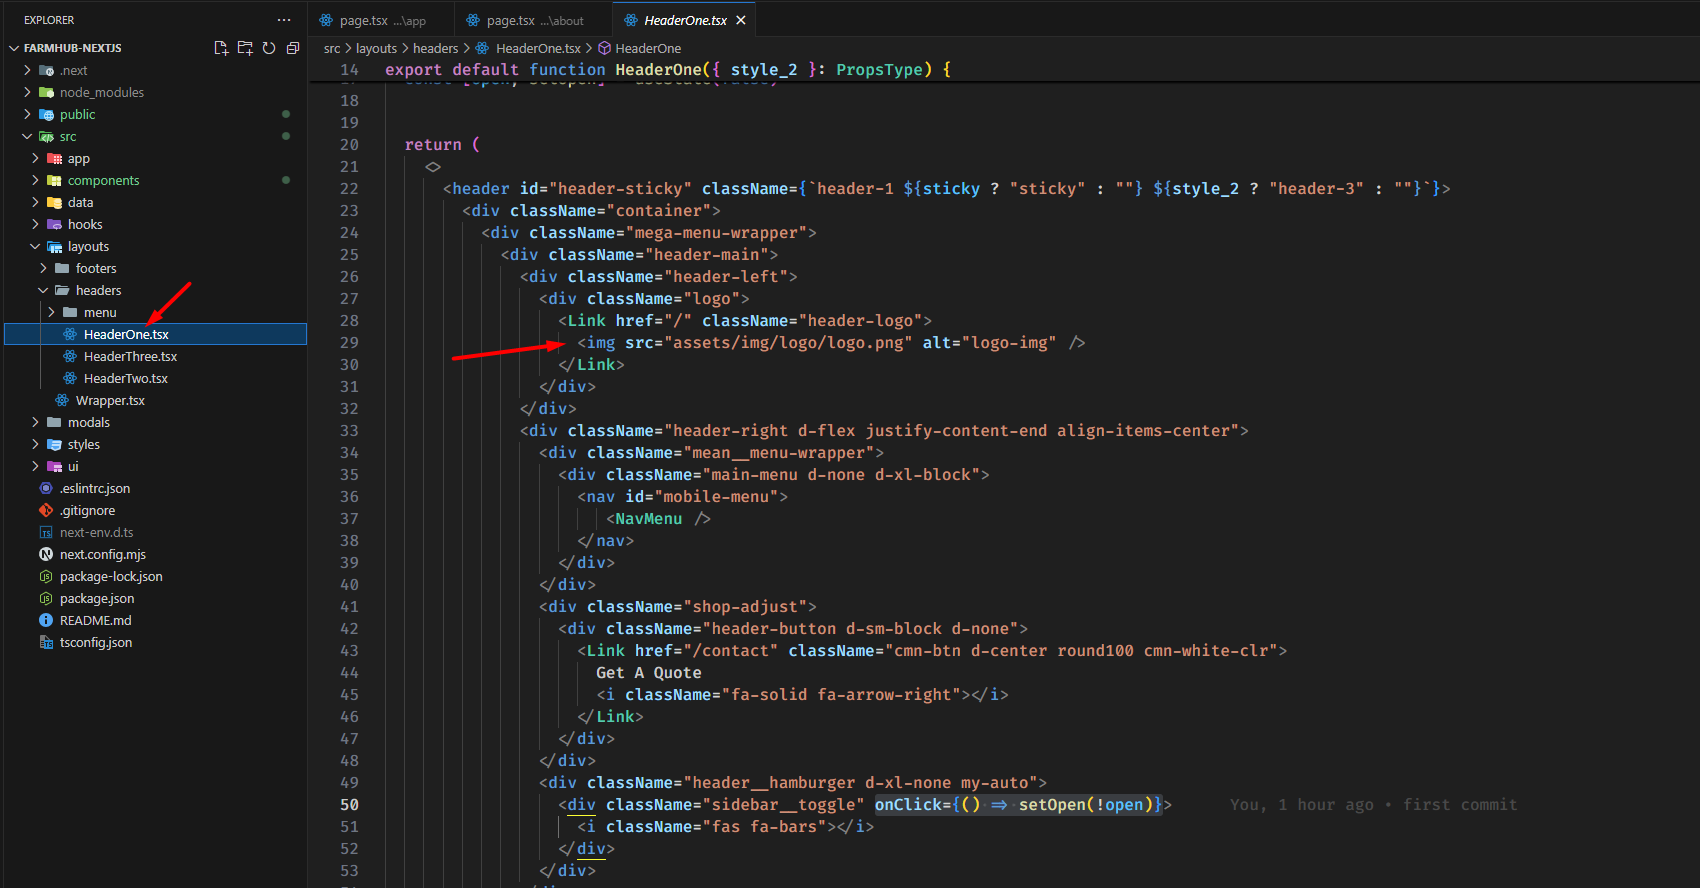 EXPLORER
FARMHUB-NEXTJS
.next
node_modules
public
src
app
components
data
hooks
layouts
footers
headers
menu
HeaderOne.tsx
HeaderThree.tsx
HeaderTwo.tsx
Wrapper.tsx
modals
styles
ui
.eslintrc.json
.gitignore
next-env.d.ts
next.config.mjs
package-lock.json
package.json
README.md
tsconfig.json
page.tsx ...\app
page.tsx ...\about
HeaderOne.tsx
src > layouts > headers > HeaderOne.tsx > HeaderOne
14 export default function HeaderOne({ style_2 }: PropsType) {
18
19
20 return (
21 <>
22 <header id="header-sticky" className={`header-1 ${sticky ? "sticky" : ""} ${style_2 ? "header-3" : ""}`}>
23 <div className="container">
24 <div className="mega-menu-wrapper">
25 <div className="header-main">
26 <div className="header-left">
27 <div className="logo">
28 <Link href="/" className="header-logo">
29 <img src="assets/img/logo/logo.png" alt="logo-img" />
30 </Link>
31 </div>
32 </div>
33 <div className="header-right d-flex justify-content-end align-items-center">
34 <div className="mean__menu-wrapper">
35 <div className="main-menu d-none d-xl-block">
36 <nav id="mobile-menu">
37 <NavMenu />
38 </nav>
39 </div>
40 </div>
41 <div className="shop-adjust">
42 <div className="header-button d-sm-block d-none">
43 <Link href="/contact" className="cmn-btn d-center round100 cmn-white-clr">
44 Get A Quote
45 <i className="fa-solid fa-arrow-right"></i>
46 </Link>
47 </div>
48 </div>
49 <div className="header__hamburger d-xl-none my-auto">
50 <div className="sidebar__toggle" onClick={() => setOpen(!open)}> You, 1 hour ago • first commit
51 <i className="fas fa-bars"></i>
52 </div>
53 </div>